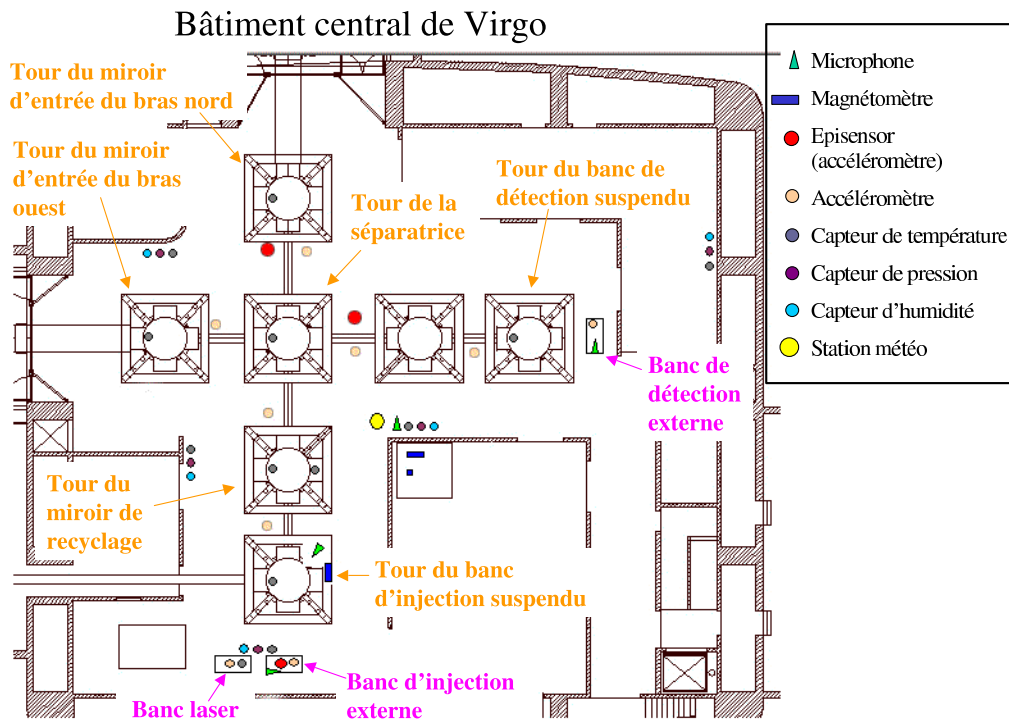 Bâtiment central de Virgo
Tour du miroir
d'entrée du bras nord
Tour du miroir
d'entrée du bras
ouest
Tour de la
séparatrice
Tour du banc de
détection suspendu
Microphone
Magnétomètre
Episensor
(accéléromètre)
Accéléromètre
Capteur de température
Capteur de pression
Capteur d'humidité
Station météo
Banc de
détection
externe
Tour du
miroir de
recyclage
Tour du banc
d'injection suspendu
Banc laser
Banc d'injection
externe